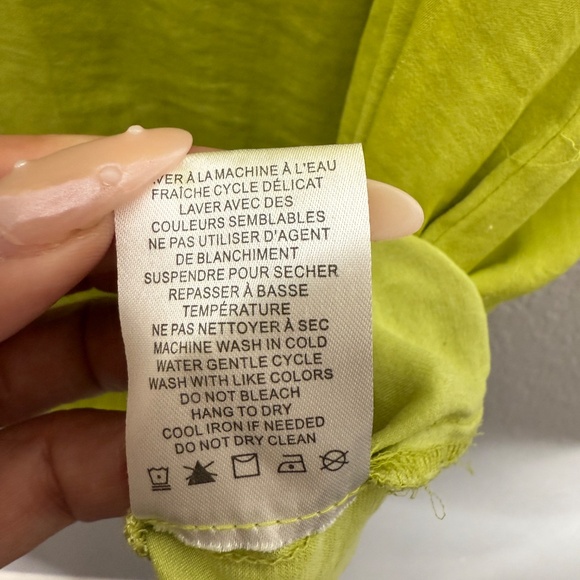 VER À LA MACHINE À L'EAU
FRAÎCHE CYCLE DÉLICAT
LAVER AVEC DES
COULEURS SEMBLABLES
NE PAS UTILISER D'AGENT
DE BLANCHIMENT
SUSPENDRE POUR SECHER
REPASSER À BASSE
TEMPÉRATURE
NE PAS NETTOYER À SEC
MACHINE WASH IN COLD
WATER GENTLE CYCLE
WASH WITH LIKE COLORS
DO NOT BLEACH
HANG TO DRY
COOL IRON IF NEEDED
DO NOT DRY CLEAN